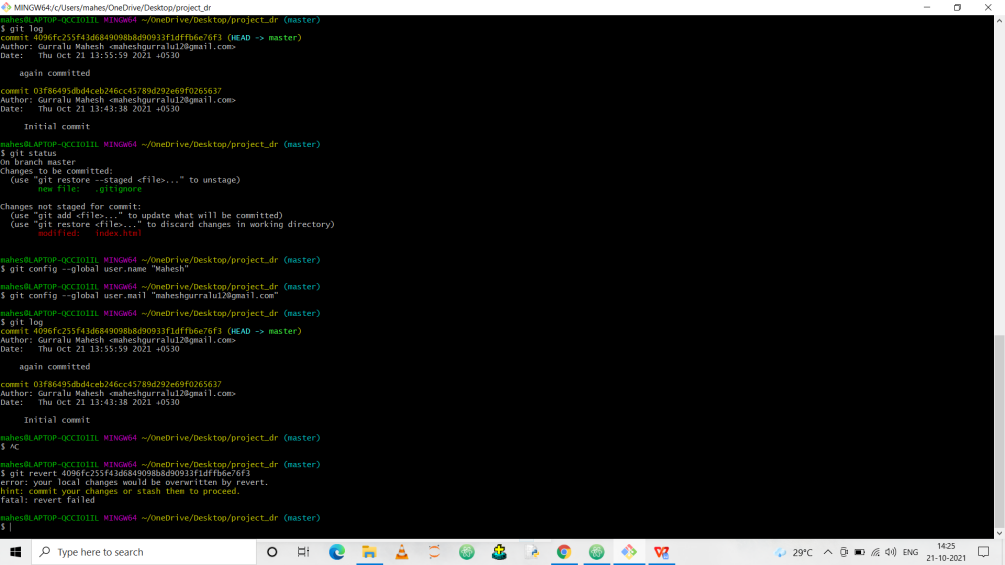 MINGW64:/c/Users/mahes/OneDrive/Desktop/project_dr
mahes@LAPTOP-QCCIO1IL MINGW64 ~/OneDrive/Desktop/project_dr (master)
$ git log
commit 4096fc255f43d6849098b8d90933f1dffb6e76f3 (HEAD -> master)
Author: Gurralu Mahesh <maheshgurralu12@gmail.com>
Date:   Thu Oct 21 13:55:59 2021 +0530
again committed
commit 03f86495dbd4ceb246cc45789d292e69f0265637
Author: Gurralu Mahesh <maheshgurralu12@gmail.com>
Date:   Thu Oct 21 13:43:38 2021 +0530
Initial commit
mahes@LAPTOP-QCCIO1IL MINGW64 ~/OneDrive/Desktop/project_dr (master)
$ git status
On branch master
Changes to be committed:
(use "git restore --staged <file>..." to unstage)
new file:   .gitignore
Changes not staged for commit:
(use "git add <file>..." to update what will be committed)
(use "git restore <file>..." to discard changes in working directory)
modified:   index.html
mahes@LAPTOP-QCCIO1IL MINGW64 ~/OneDrive/Desktop/project_dr (master)
$ git config --global user.name "Mahesh"
mahes@LAPTOP-QCCIO1IL MINGW64 ~/OneDrive/Desktop/project_dr (master)
$ git config --global user.mail "maheshgurralu12@gmail.com"
mahes@LAPTOP-QCCIO1IL MINGW64 ~/OneDrive/Desktop/project_dr (master)
$ git log
commit 4096fc255f43d6849098b8d90933f1dffb6e76f3 (HEAD -> master)
Author: Gurralu Mahesh <maheshgurralu12@gmail.com>
Date:   Thu Oct 21 13:55:59 2021 +0530
again committed
commit 03f86495dbd4ceb246cc45789d292e69f0265637
Author: Gurralu Mahesh <maheshgurralu12@gmail.com>
Date:   Thu Oct 21 13:43:38 2021 +0530
Initial commit
mahes@LAPTOP-QCCIO1IL MINGW64 ~/OneDrive/Desktop/project_dr (master)
$ ^C
mahes@LAPTOP-QCCIO1IL MINGW64 ~/OneDrive/Desktop/project_dr (master)
$ git revert 4096fc255f43d6849098b8d90933f1dffb6e76f3
error: your local changes would be overwritten by revert.
hint: commit your changes or stash them to proceed.
fatal: revert failed
mahes@LAPTOP-QCCIO1IL MINGW64 ~/OneDrive/Desktop/project_dr (master)
$
Type here to search
29°C
ENG
14:25
21-10-2021